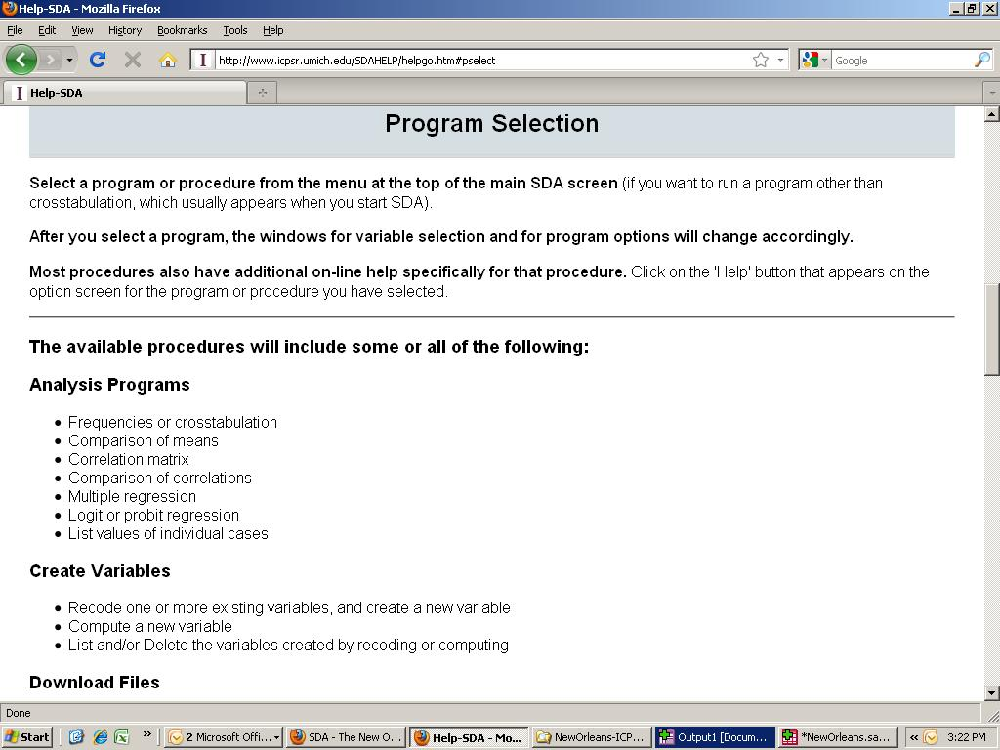 Help-SDA - Mozilla Firefox
File Edit View History Bookmarks Tools Help
I http://www.icpsr.umich.edu/SDAHELP/helpgo.htm#pselect Google
I Help-SDA
Program Selection
Select a program or procedure from the menu at the top of the main SDA screen (if you want to run a program other than
crosstabulation, which usually appears when you start SDA).
After you select a program, the windows for variable selection and for program options will change accordingly.
Most procedures also have additional on-line help specifically for that procedure. Click on the 'Help' button that appears on the
option screen for the program or procedure you have selected.
The available procedures will include some or all of the following:
Analysis Programs
• Frequencies or crosstabulation
• Comparison of means
• Correlation matrix
• Comparison of correlations
• Multiple regression
• Logit or probit regression
• List values of individual cases
Create Variables
• Recode one or more existing variables, and create a new variable
• Compute a new variable
• List and/or Delete the variables created by recoding or computing
Download Files
Done
Start » 2 Microsoft Offi... SDA - The New O... Help-SDA - Mo... NewOrleans-ICP... Output1 [Docum... *NewOrleans.sa... « 3:22 PM